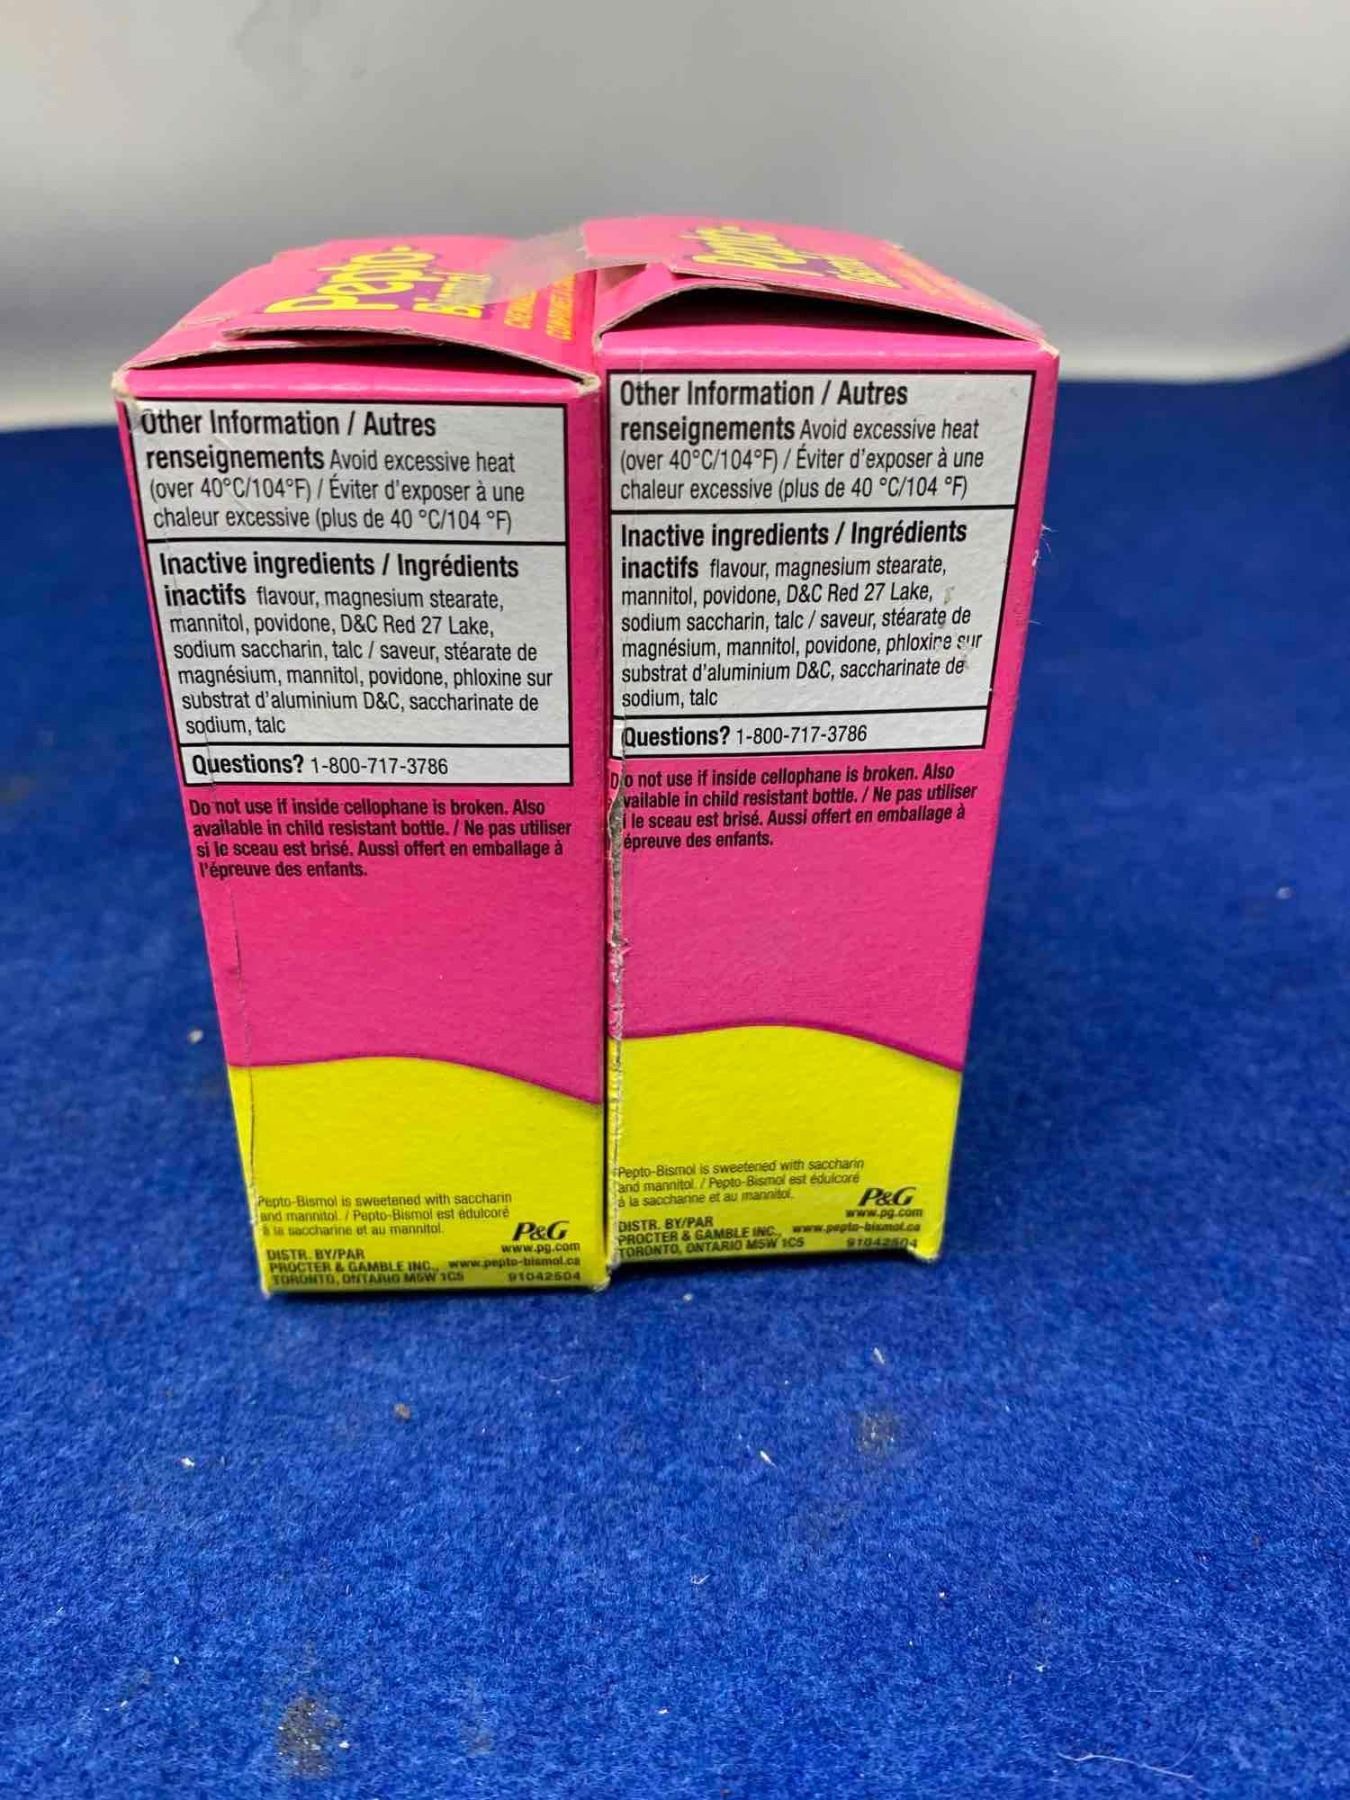 Pepto-
Bismol
Other Information / Autres
renseignements Avoid excessive heat
(over 40°C/104°F) / Éviter d'exposer à une
chaleur excessive (plus de 40 °C/104 °F)
Inactive ingredients / Ingrédients
inactifs flavour, magnesium stearate,
mannitol, povidone, D&C Red 27 Lake,
sodium saccharin, talc / saveur, stéarate de
magnésium, mannitol, povidone, phloxine sur
substrat d'aluminium D&C, saccharinate de
sodium, talc
Questions? 1-800-717-3786
Do not use if inside cellophane is broken. Also
available in child resistant bottle. / Ne pas utiliser
si le sceau est brisé. Aussi offert en emballage à
l'épreuve des enfants.
Pepto-Bismol is sweetened with saccharin
and mannitol. / Pepto-Bismol est édulcoré
à la saccharine et au mannitol.
P&G
www.pg.com
DISTR. BY/PAR
PROCTER & GAMBLE INC., www.pepto-bismol.ca
TORONTO, ONTARIO M5W 1C5 91042504
Pepto-
Bismol
Other Information / Autres
renseignements Avoid excessive heat
(over 40°C/104°F) / Éviter d'exposer à une
chaleur excessive (plus de 40 °C/104 °F)
Inactive ingredients / Ingrédients
inactifs flavour, magnesium stearate,
mannitol, povidone, D&C Red 27 Lake,
sodium saccharin, talc / saveur, stéarate de
magnésium, mannitol, povidone, phloxine sur
substrat d'aluminium D&C, saccharinate de
sodium, talc
Questions? 1-800-717-3786
Do not use if inside cellophane is broken. Also
available in child resistant bottle. / Ne pas utiliser
i le sceau est brisé. Aussi offert en emballage à
épreuve des enfants.
Pepto-Bismol is sweetened with saccharin
and mannitol. / Pepto-Bismol est édulcoré
à la saccharine et au mannitol.
P&G
www.pg.com
DISTR. BY/PAR
PROCTER & GAMBLE INC., www.pepto-bismol.ca
TORONTO, ONTARIO M5W 1C5 91042504